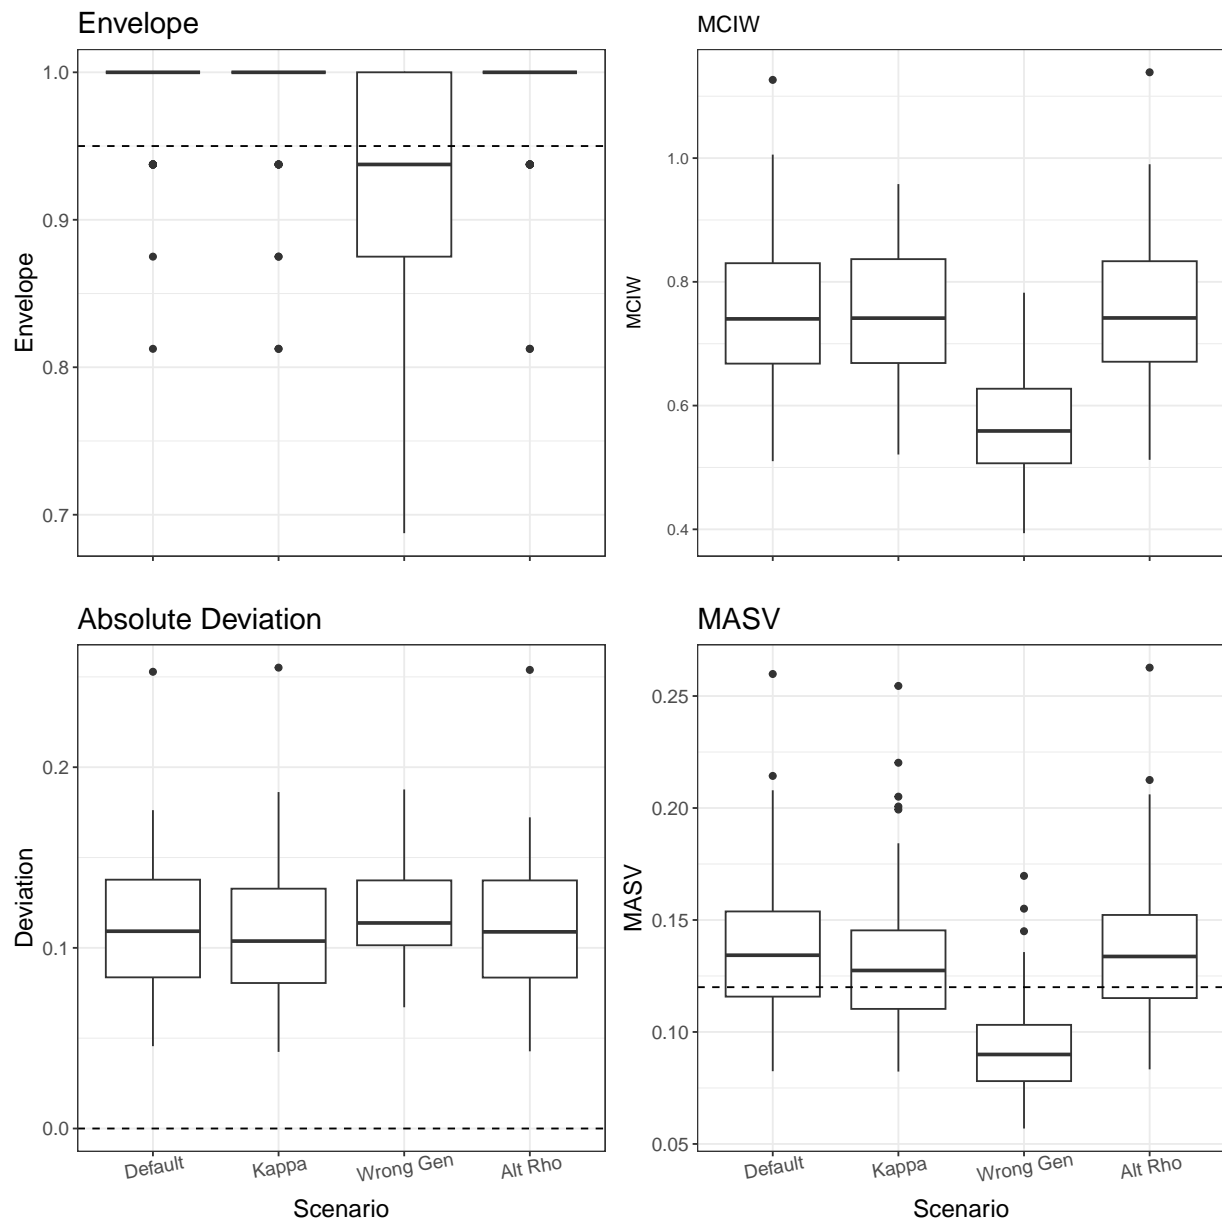 Envelope
Envelope
1.0
0.9
0.8
0.7
MCIW
MCIW
1.0
0.8
0.6
0.4
Absolute Deviation
Deviation
0.2
0.1
0.0
Default
Kappa
Wrong Gen
Alt Rho
Scenario
MASV
MASV
0.25
0.20
0.15
0.10
0.05
Default
Kappa
Wrong Gen
Alt Rho
Scenario